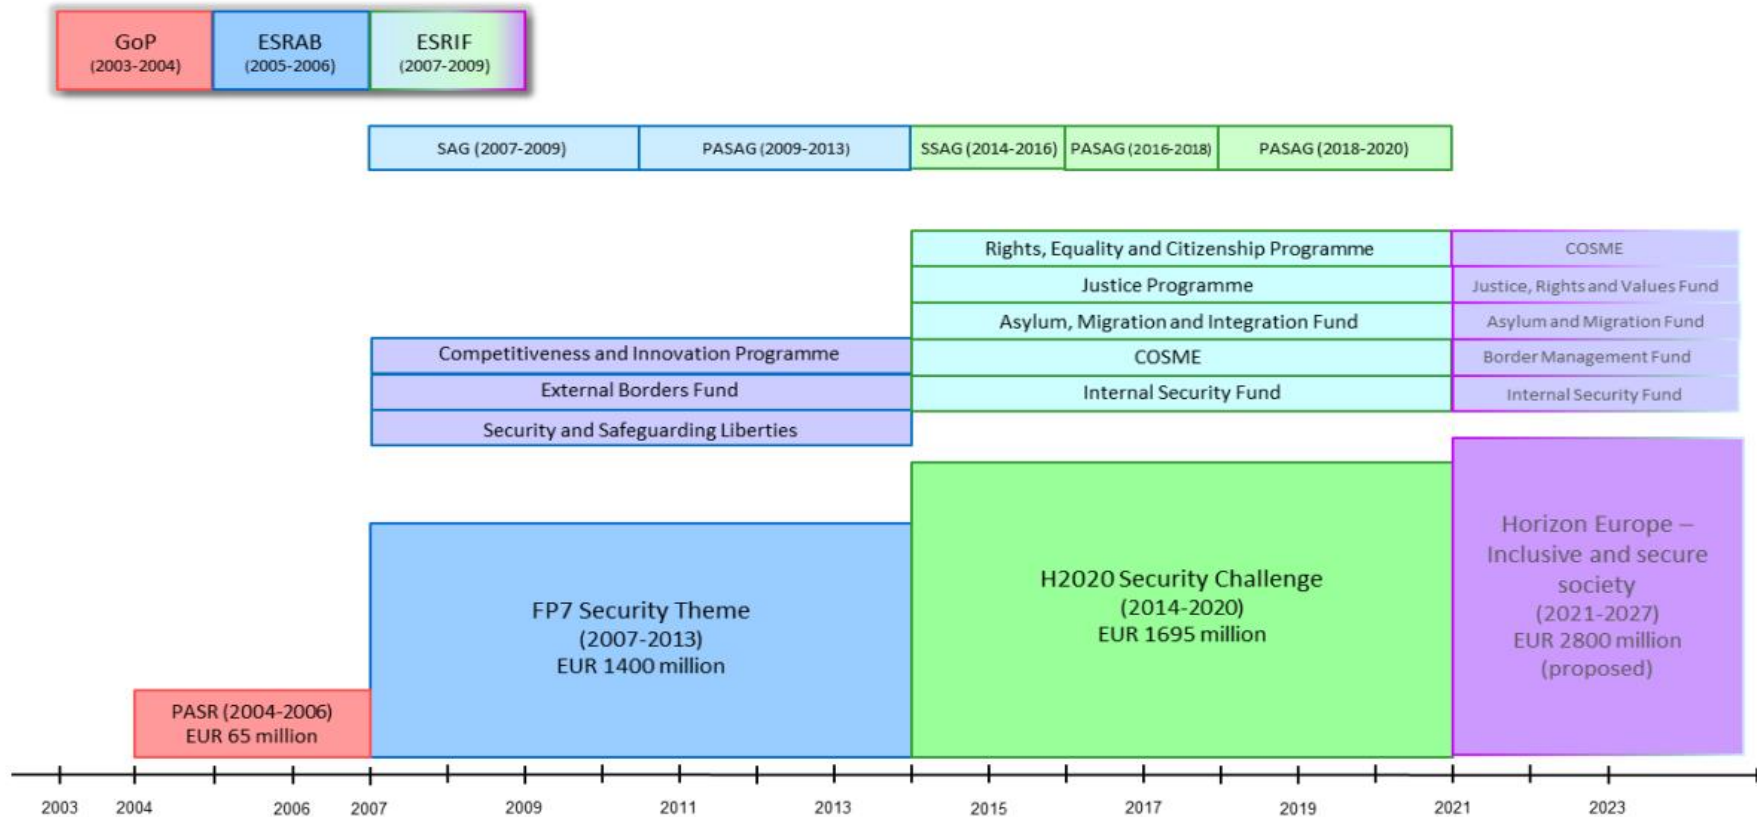 GoP
(2003-2004)
ESRAB
(2005-2006)
ESRIF
(2007-2009)
SAG (2007-2009)
PASAG (2009-2013)
SSAG (2014-2016)
PASAG (2016-2018)
PASAG (2018-2020)
Rights, Equality and Citizenship Programme
Justice Programme
Asylum, Migration and Integration Fund
COSME
Internal Security Fund
COSME
Justice, Rights and Values Fund
Asylum and Migration Fund
Border Management Fund
Internal Security Fund
Competitiveness and Innovation Programme
External Borders Fund
Security and Safeguarding Liberties
PASR (2004-2006)
EUR 65 million
FP7 Security Theme
(2007-2013)
EUR 1400 million
H2020 Security Challenge
(2014-2020)
EUR 1695 million
Horizon Europe –
Inclusive and secure
society
(2021-2027)
EUR 2800 million
(proposed)
2003 2004 2006 2007 2009 2011 2013 2015 2017 2019 2021 2023